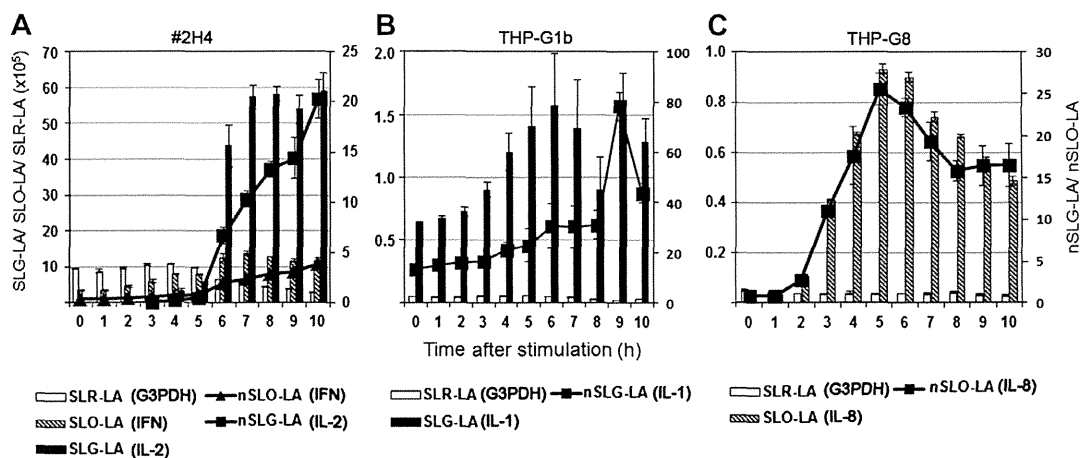 A
#2H4
B
THP-G1b
C
THP-G8
SLG-LA/ SLO-LA/ SLR-LA (x10⁵)
70
60
50
40
30
20
10
25
20
15
10
5
0
0 1 2 3 4 5 6 7 8 9 10
2.0
1.5
1.0
0.5
100
80
60
40
20
0
0 1 2 3 4 5 6 7 8 9 10
1.0
0.8
0.6
0.4
0.2
30
25
20
15
10
5
0
0 1 2 3 4 5 6 7 8 9 10
nSLG-LA/ nSLO-LA
Time after stimulation (h)
SLR-LA (G3PDH)
nSLO-LA (IFN)
SLO-LA (IFN)
nSLG-LA (IL-2)
SLG-LA (IL-2)
SLR-LA (G3PDH)
nSLG-LA (IL-1)
SLG-LA (IL-1)
SLR-LA (G3PDH)
nSLO-LA (IL-8)
SLO-LA (IL-8)